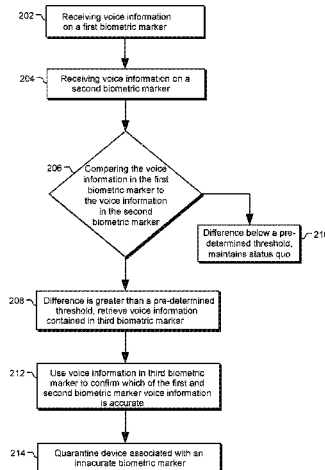 202
Receiving voice information
on a first biometric marker
204
Receiving voice information on a
second biometric marker
206
Comparing the voice
information in the first
biometric marker to
the voice information
in the second
biometric marker
210
Difference below a pre-
determined threshold,
maintains status quo
208
Difference is greater than a pre-determined
threshold, retrieve voice information
contained in third biometric marker
212
Use voice information in third biometric
marker to confirm which of the first and
second biometric marker voice information
is accurate
214
Quarantine device associated with an
innacurate biometric marker